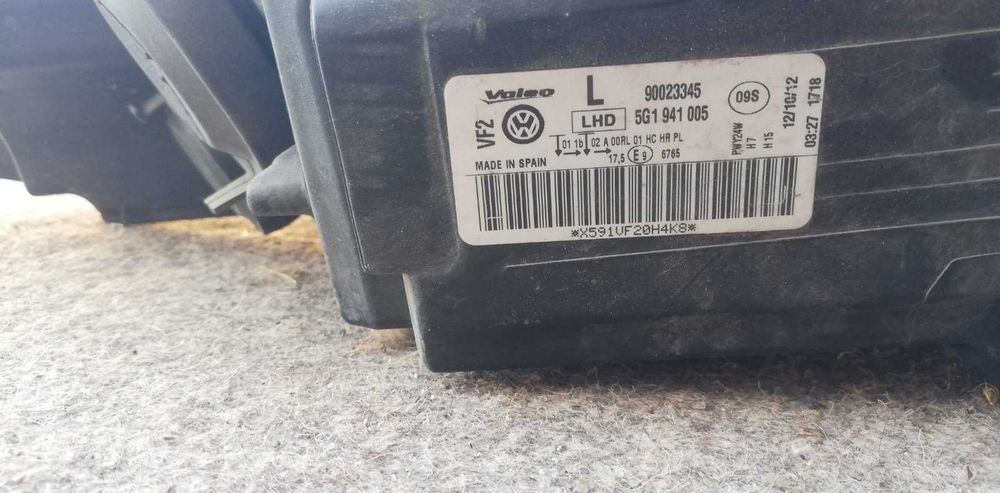 Valeo
L
90023345
09S
12/10/12
03:27 1718
VF2
LHD
5G1 941 005
PWY24W
H7
H15
01 1b 02 A 00RL 01 HC HR PL
17,5 E9 6765
MADE IN SPAIN
*X591VF20H4K8*